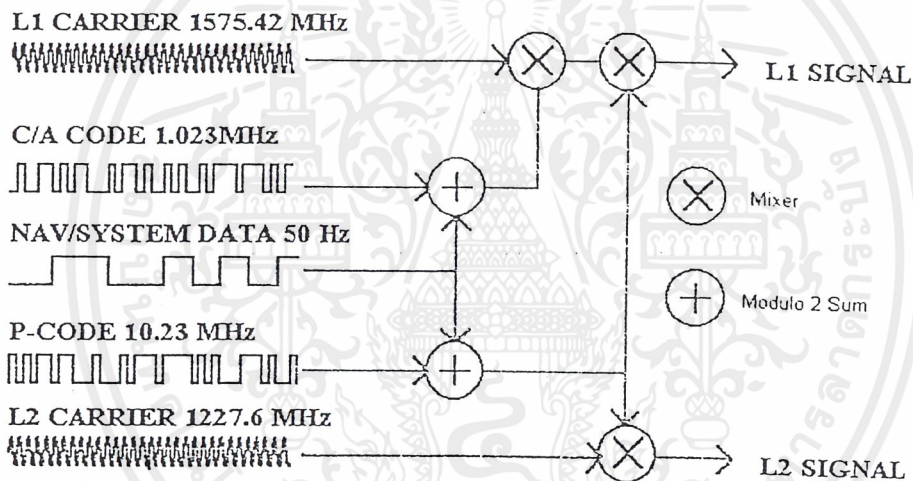 L1 CARRIER 1575.42 MHz
L1 SIGNAL
C/A CODE 1.023MHz
Mixer
NAV/SYSTEM DATA 50 Hz
Modulo 2 Sum
P-CODE 10.23 MHz
L2 CARRIER 1227.6 MHz
L2 SIGNAL